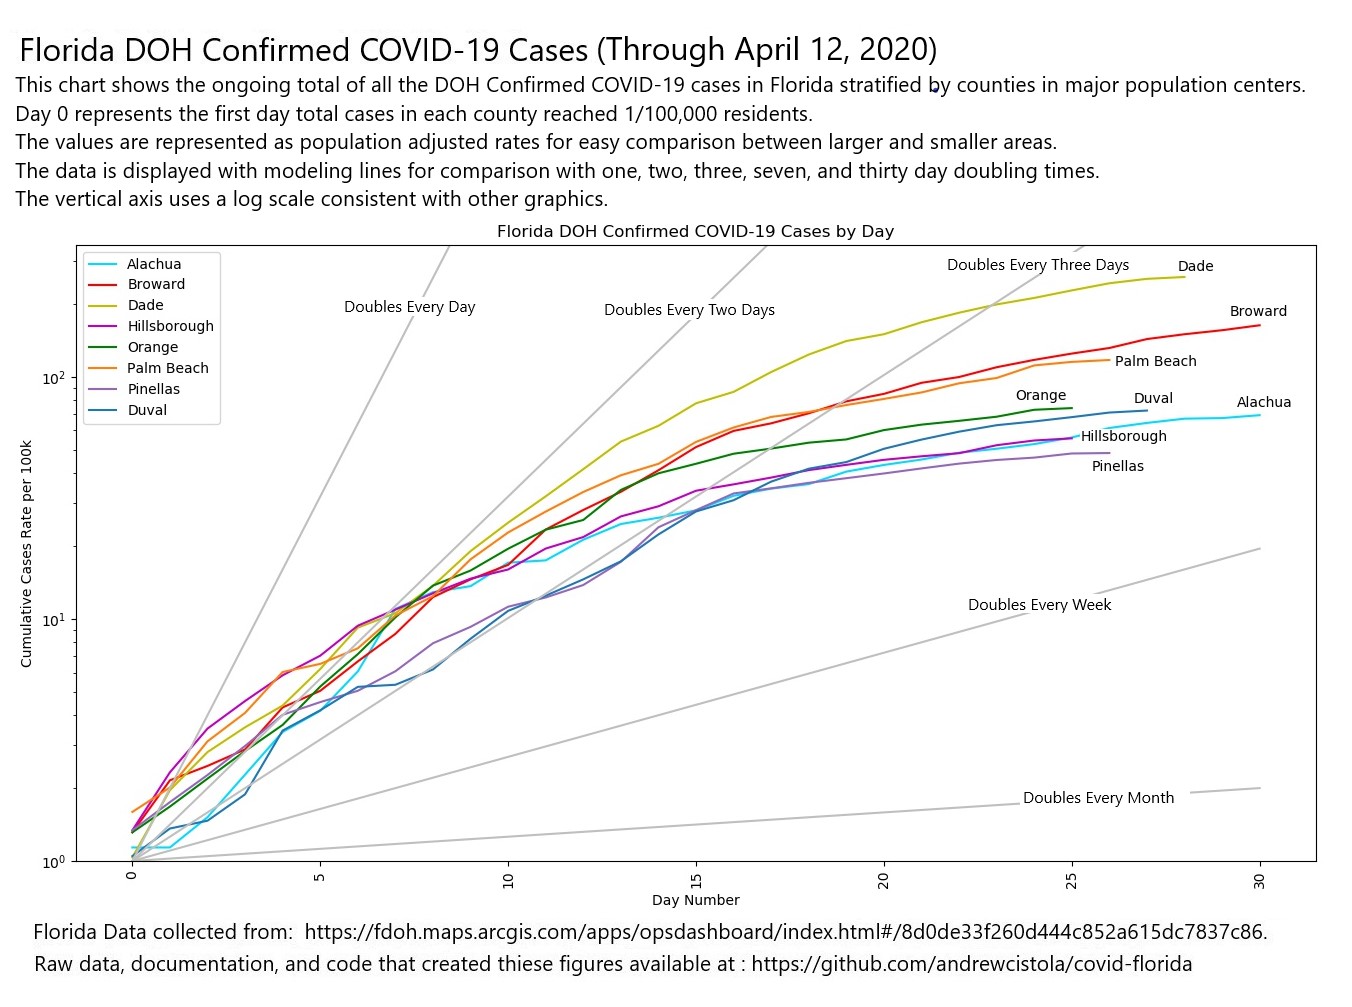 Florida DOH Confirmed COVID-19 Cases (Through April 12, 2020)
This chart shows the ongoing total of all the DOH Confirmed COVID-19 cases in Florida stratified by counties in major population centers.
Day 0 represents the first day total cases in each county reached 1/100,000 residents.
The values are represented as population adjusted rates for easy comparison between larger and smaller areas.
The data is displayed with modeling lines for comparison with one, two, three, seven, and thirty day doubling times.
The vertical axis uses a log scale consistent with other graphics.
Florida DOH Confirmed COVID-19 Cases by Day
Alachua
Broward
Dade
Hillsborough
Orange
Palm Beach
Pinellas
Duval
Doubles Every Day
Doubles Every Two Days
Doubles Every Three Days
Dade
Broward
Palm Beach
Orange
Duval
Alachua
Hillsborough
Pinellas
Doubles Every Week
Doubles Every Month
Cumulative Cases Rate per 100k
10²
10¹
10⁰
0 5 10 15 20 25 30
Day Number
Florida Data collected from: https://fdoh.maps.arcgis.com/apps/opsdashboard/index.html#/8d0de33f260d444c852a615dc7837c86.
Raw data, documentation, and code that created thiese figures available at : https://github.com/andrewcistola/covid-florida